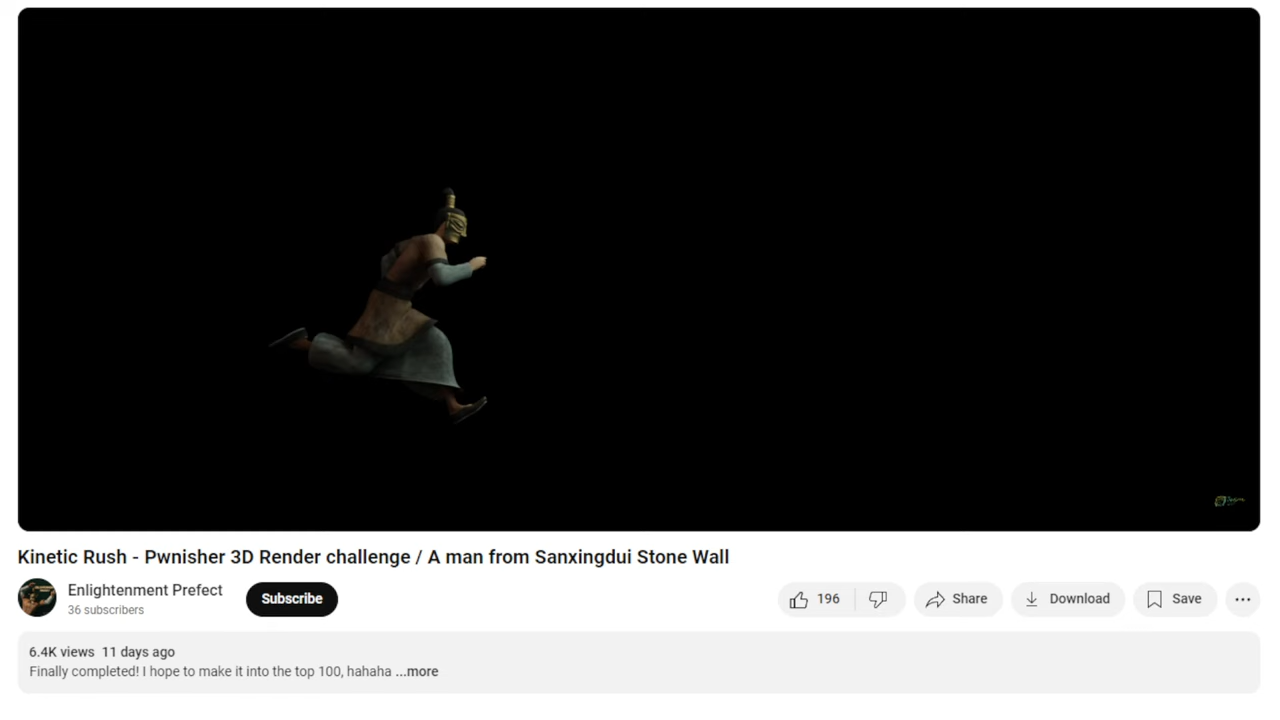 Kinetic Rush - Pwnisher 3D Render challenge / A man from Sanxingdui Stone Wall
Enlightenment Prefect
36 subscribers
Subscribe
196
Share
Download
Save
6.4K views 11 days ago
Finally completed! I hope to make it into the top 100, hahaha ...more